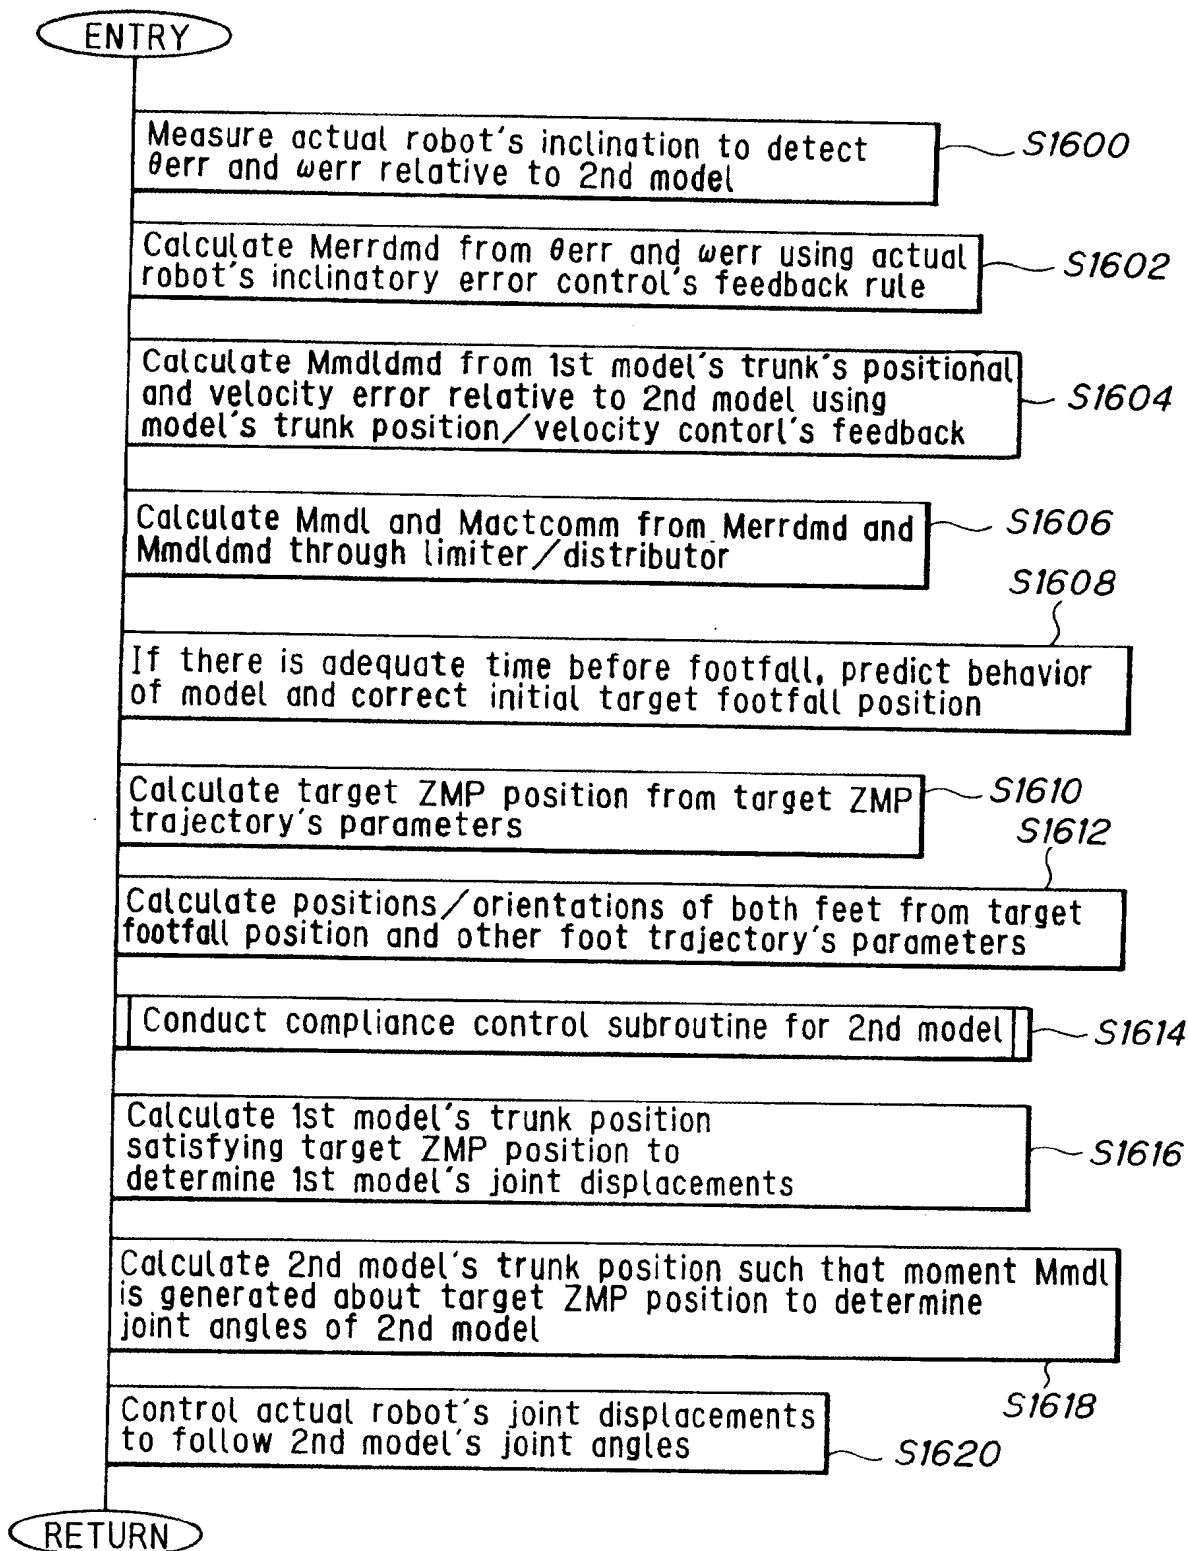 ENTRY
Measure actual robot's inclination to detect
θerr and ωerr relative to 2nd model
S1600
Calculate Merrdmd from θerr and ωerr using actual
robot's inclinatory error control's feedback rule
S1602
Calculate Mmdldmd from 1st model's trunk's positional
and velocity error relative to 2nd model using
model's trunk position/velocity contorl's feedback
S1604
Calculate Mmdl and Mactcomm from Merrdmd and
Mmdldmd through limiter/distributor
S1606
S1608
If there is adequate time before footfall, predict behavior
of model and correct initial target footfall position
Calculate target ZMP position from target ZMP
trajectory's parameters
S1610
S1612
Calculate positions/orientations of both feet from target
footfall position and other foot trajectory's parameters
Conduct compliance control subroutine for 2nd model
S1614
Calculate 1st model's trunk position
satisfying target ZMP position to
determine 1st model's joint displacements
S1616
Calculate 2nd model's trunk position such that moment Mmdl
is generated about target ZMP position to determine
joint angles of 2nd model
S1618
Control actual robot's joint displacements
to follow 2nd model's joint angles
S1620
RETURN